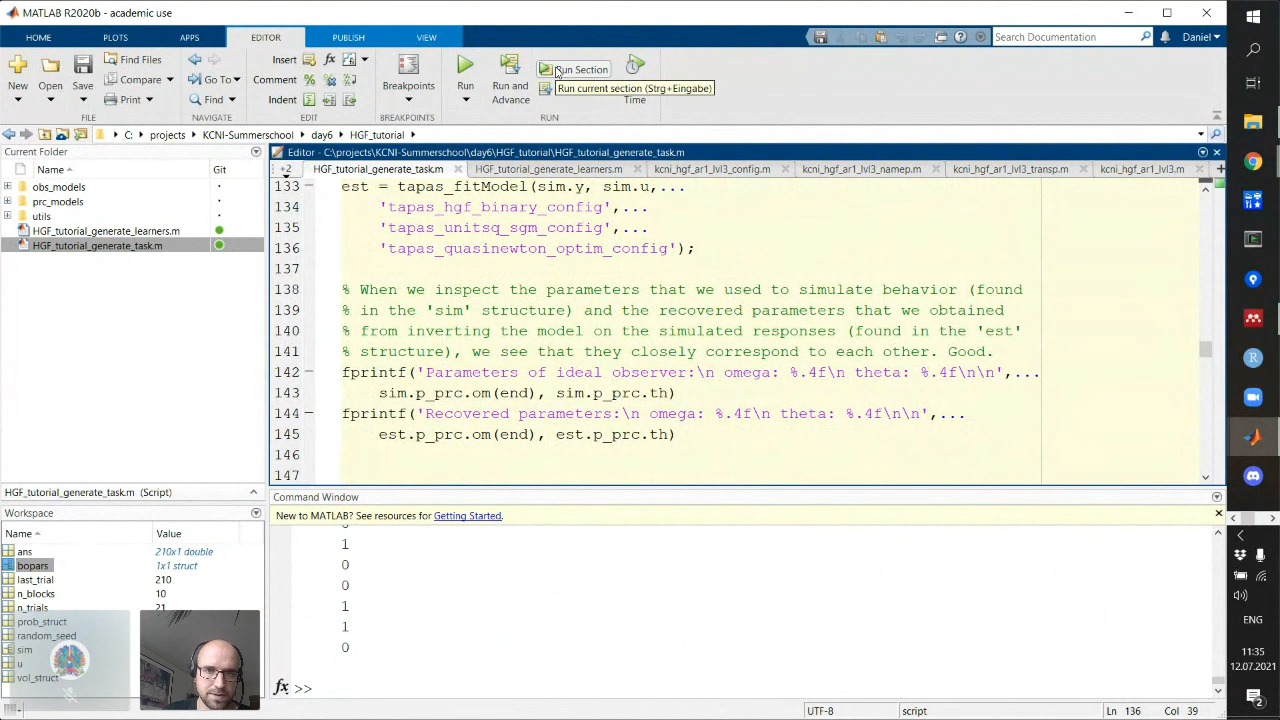 MATLAB R2020b - academic use
HOME
PLOTS
APPS
EDITOR
PUBLISH
VIEW
Search Documentation
Daniel
New
Open
Save
Find Files
Compare
Print
FILE
Go To
Find
NAVIGATE
Insert
Comment
Indent
EDIT
Breakpoints
BREAKPOINTS
Run
Run and
Advance
Run Section
Run current section (Strg+Eingabe)
Time
RUN
C: projects KCNI-Summerschool day6 HGF_tutorial
Current Folder
Name
Git
obs_models
prc_models
utils
HGF_tutorial_generate_learners.m
HGF_tutorial_generate_task.m
HGF_tutorial_generate_task.m (Script)
Workspace
Name
Value
ans 210x1 double
bopars 1x1 struct
last_trial 210
n_blocks 10
n_trials 21
prob_struct
random_seed
sim
u
vol_struct
Editor - C:\projects\KCNI-Summerschool\day6\HGF_tutorial\HGF_tutorial_generate_task.m
+2
HGF_tutorial_generate_task.m
HGF_tutorial_generate_learners.m
kcni_hgf_ar1_lvl3_config.m
kcni_hgf_ar1_lvl3_namep.m
kcni_hgf_ar1_lvl3_transp.m
kcni_hgf_ar1_lvl3.m
133 est = tapas_fitModel(sim.y, sim.u,...
134 'tapas_hgf_binary_config',...
135 'tapas_unitsq_sgm_config',...
136 'tapas_quasinewton_optim_config');
137
138 % When we inspect the parameters that we used to simulate behavior (found
139 % in the 'sim' structure) and the recovered parameters that we obtained
140 % from inverting the model on the simulated responses (found in the 'est'
141 % structure), we see that they closely correspond to each other. Good.
142 fprintf('Parameters of ideal observer:\n omega: %.4f\n theta: %.4f\n\n',...
143 sim.p_prc.om(end), sim.p_prc.th)
144 fprintf('Recovered parameters:\n omega: %.4f\n theta: %.4f\n\n',...
145 est.p_prc.om(end), est.p_prc.th)
146
147
Command Window
New to MATLAB? See resources for Getting Started.
1
0
0
1
1
0
fx >>
UTF-8
script
Ln 136 Col 39
ENG
11:35
12.07.2021
2